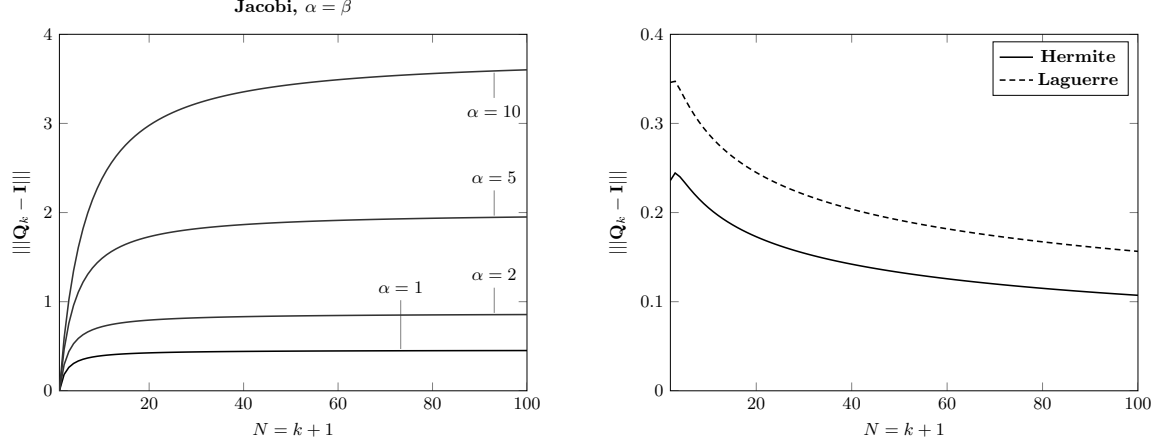 Jacobi, α = β
4
3
2
1
0
20
40
60
80
100
|||Q_k − I|||
N = k + 1
α = 10
α = 5
α = 2
α = 1
0.4
0.3
0.2
0.1
0
20
40
60
80
100
|||Q_k − I|||
N = k + 1
Hermite
Laguerre